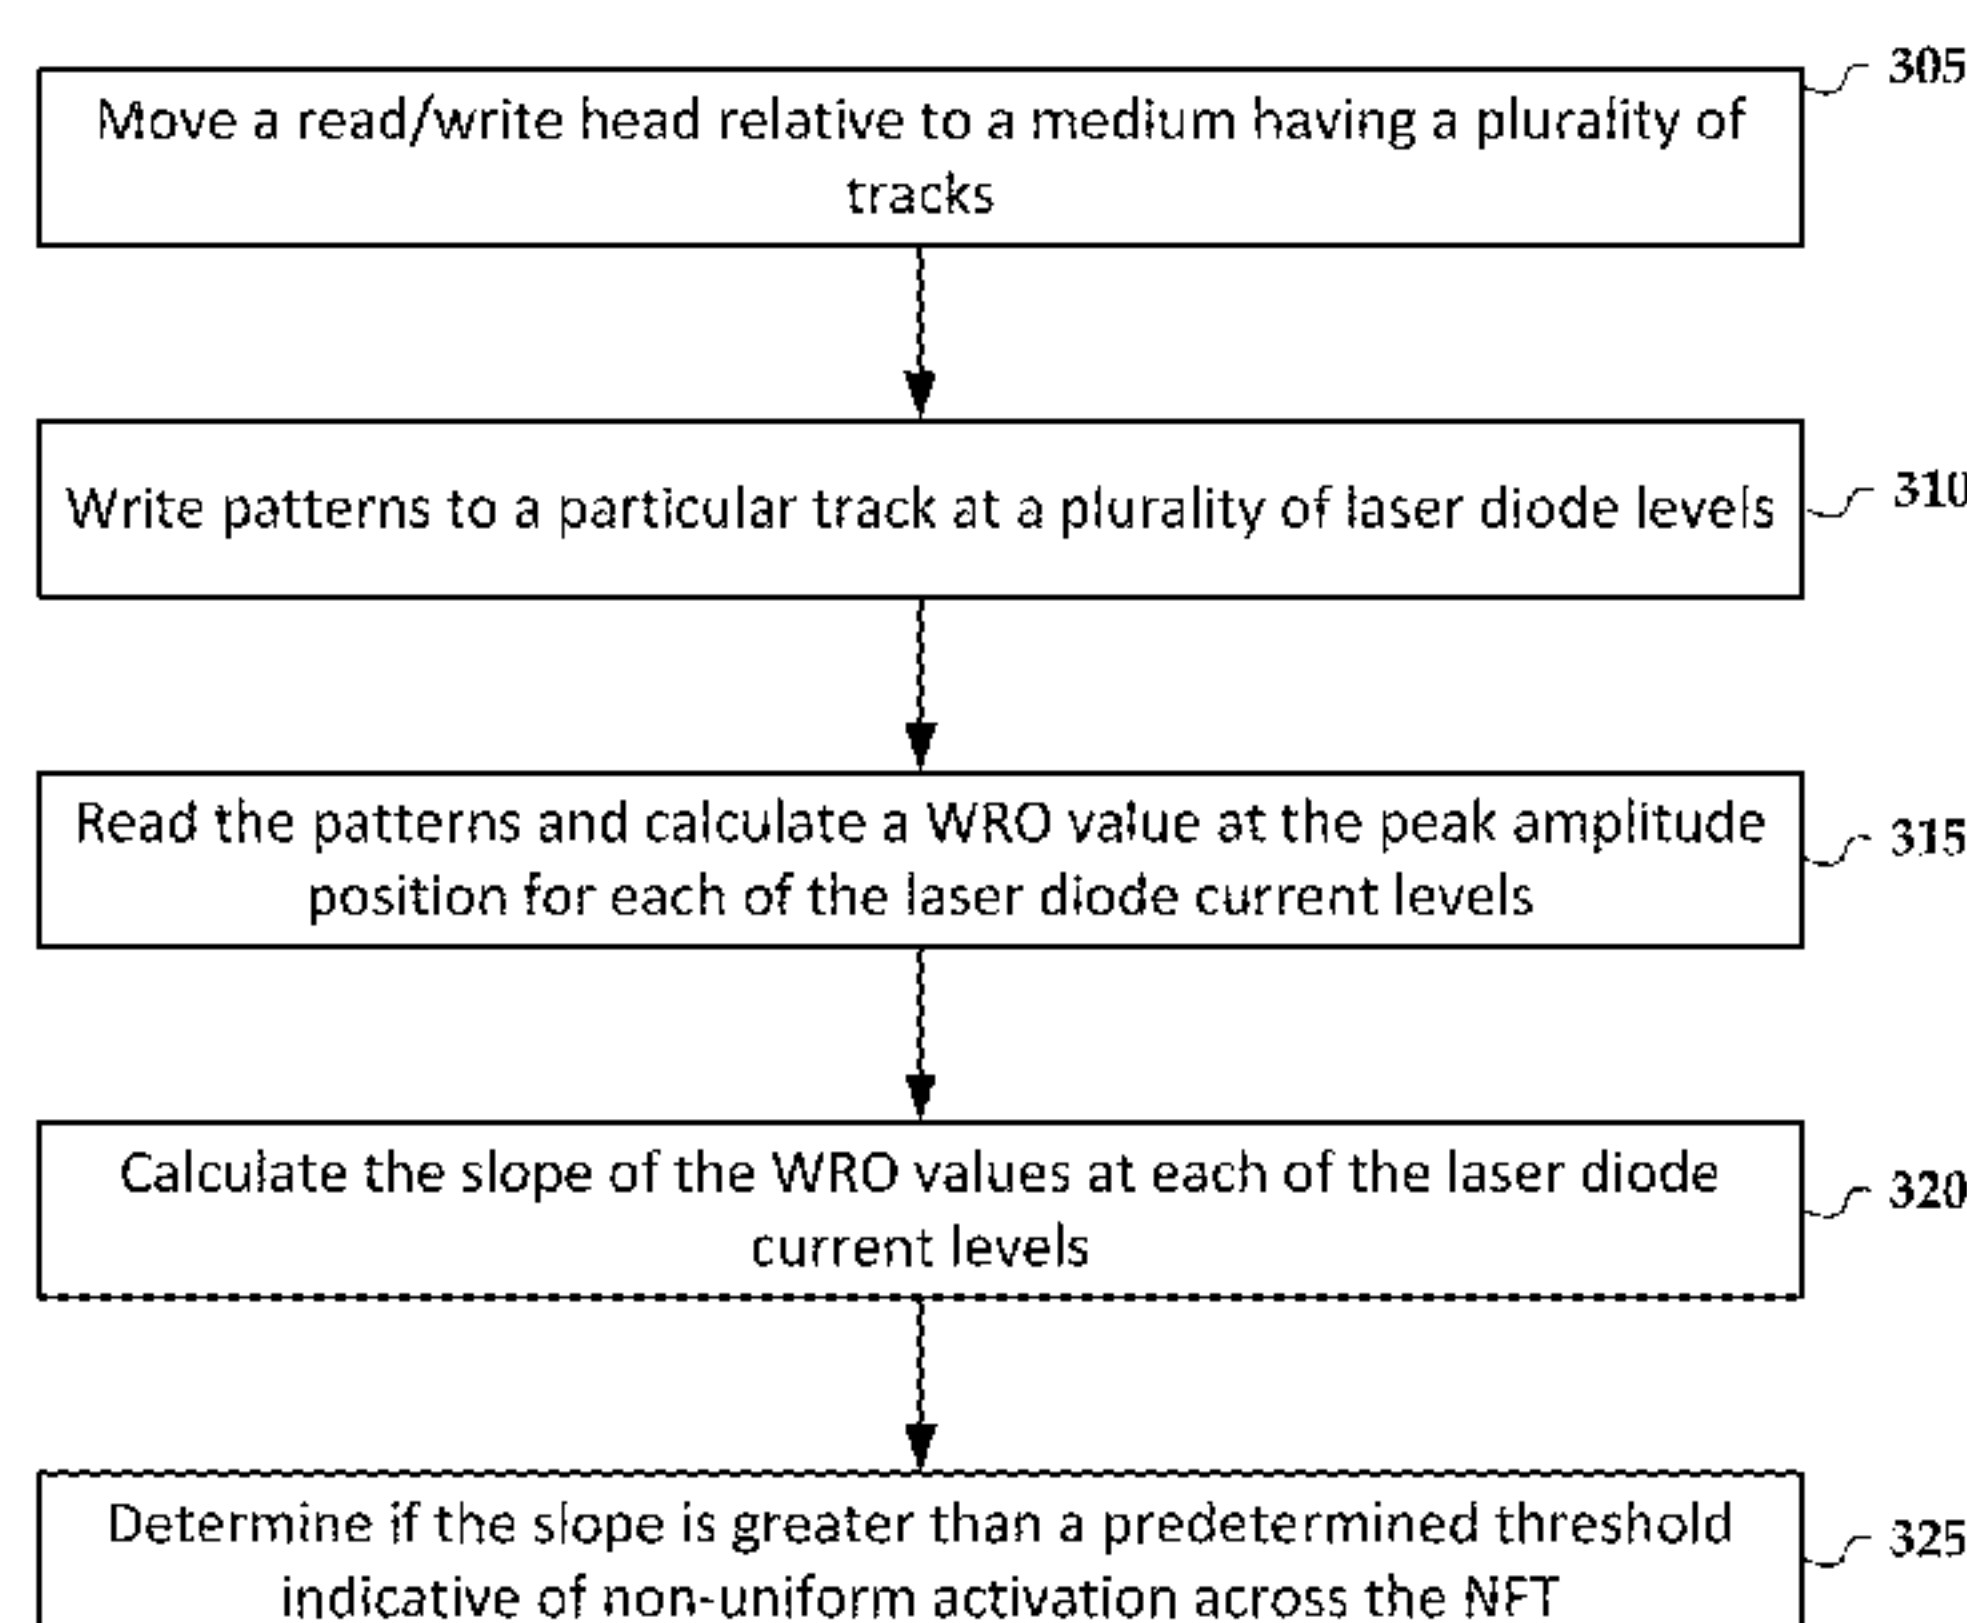 305
Move a read/write head relative to a medium having a plurality of
tracks
Write patterns to a particular track at a plurality of laser diode levels
310
Read the patterns and calculate a WRO value at the peak amplitude
position for each of the laser diode current levels
315
Calculate the slope of the WRO values at each of the laser diode
current levels
320
Determine if the slope is greater than a predetermined threshold
indicative of non-uniform activation across the NFT
325